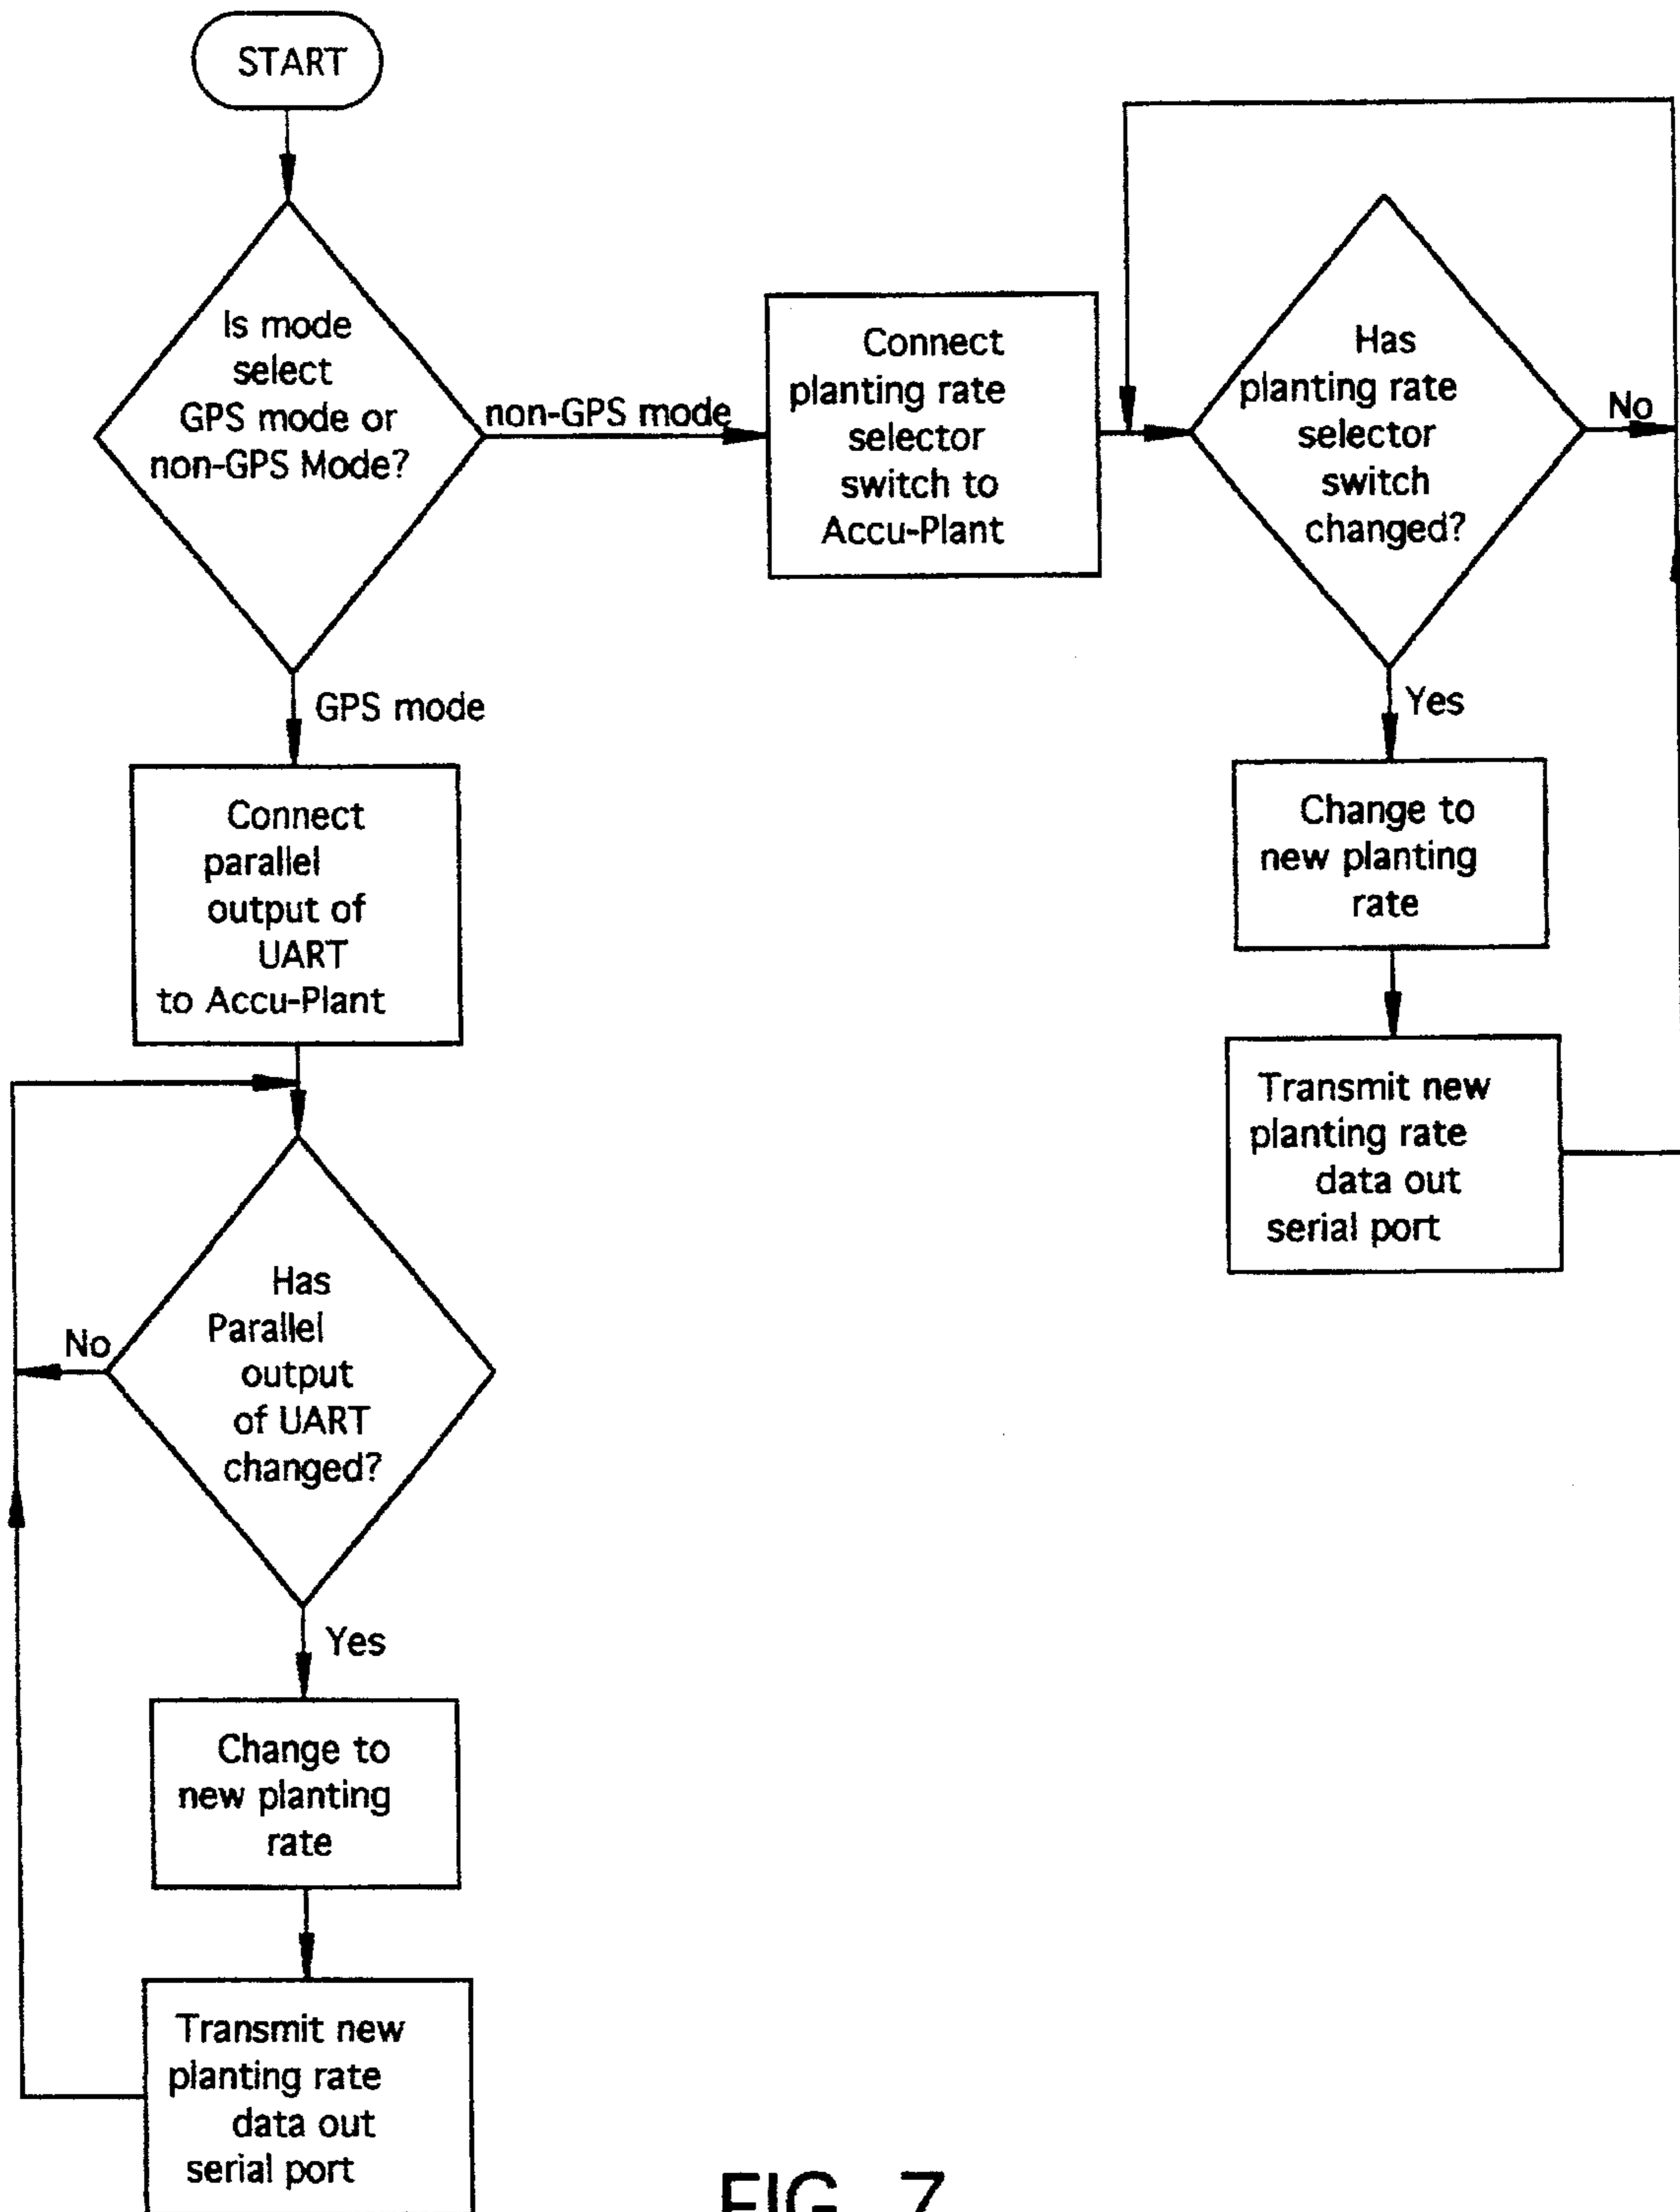 START
Is mode
select
GPS mode or
non-GPS Mode?
non-GPS mode
Connect
planting rate
selector
switch to
Accu-Plant
Has
planting rate
selector
switch
changed?
No
Yes
Change to
new planting
rate
Transmit new
planting rate
data out
serial port
GPS mode
Connect
parallel
output of
UART
to Accu-Plant
Has
Parallel
output
of UART
changed?
No
Yes
Change to
new planting
rate
Transmit new
planting rate
data out
serial port
FIG. 7